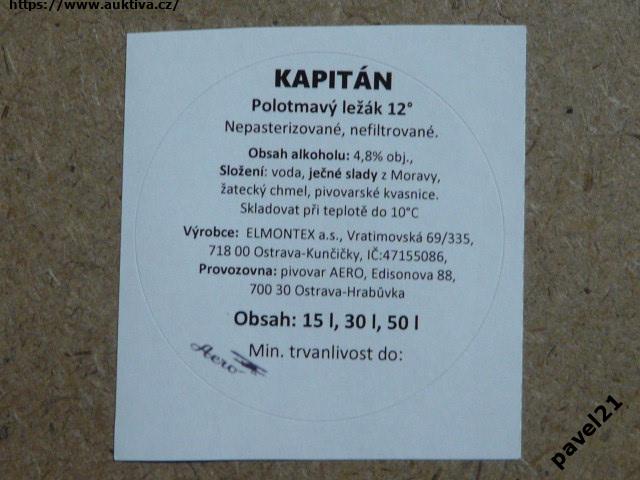 https://www.auktiva.cz/
KAPITÁN
Polotmavý ležák 12°
Nepasterizované, nefiltrované.
Obsah alkoholu: 4,8% obj.,
Složení: voda, ječné slady z Moravy,
žatecký chmel, pivovarské kvasnice.
Skladovat při teplotě do 10°C
Výrobce: ELMONTEX a.s., Vratimovská 69/335,
718 00 Ostrava-Kunčičky, IČ:47155086,
Provozovna: pivovar AERO, Edisonova 88,
700 30 Ostrava-Hrabůvka
Obsah: 15 l, 30 l, 50 l
Min. trvanlivost do:
Aero
pavel21